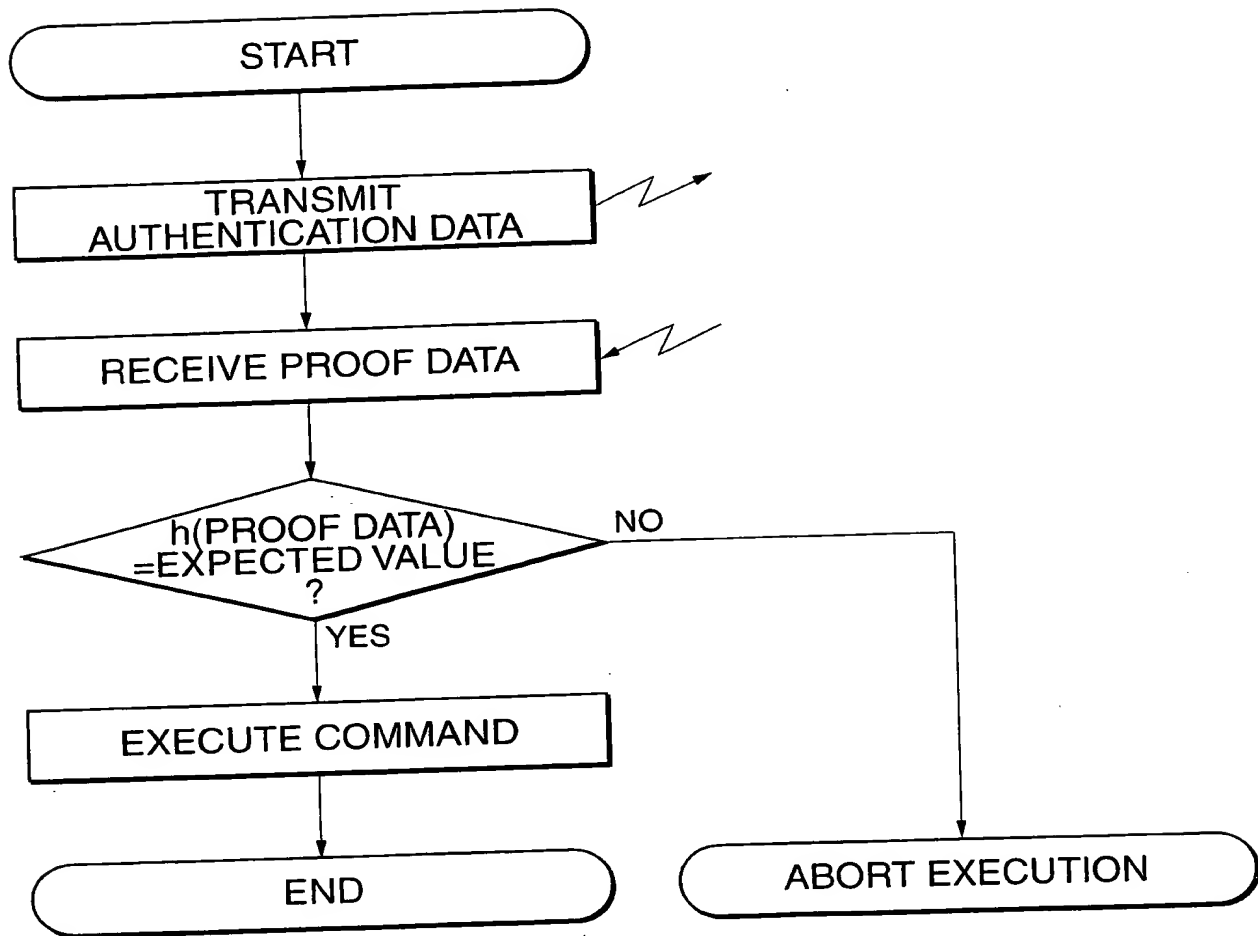 START
TRANSMIT
AUTHENTICATION DATA
RECEIVE PROOF DATA
h(PROOF DATA)
=EXPECTED VALUE
?
NO
YES
EXECUTE COMMAND
END
ABORT EXECUTION